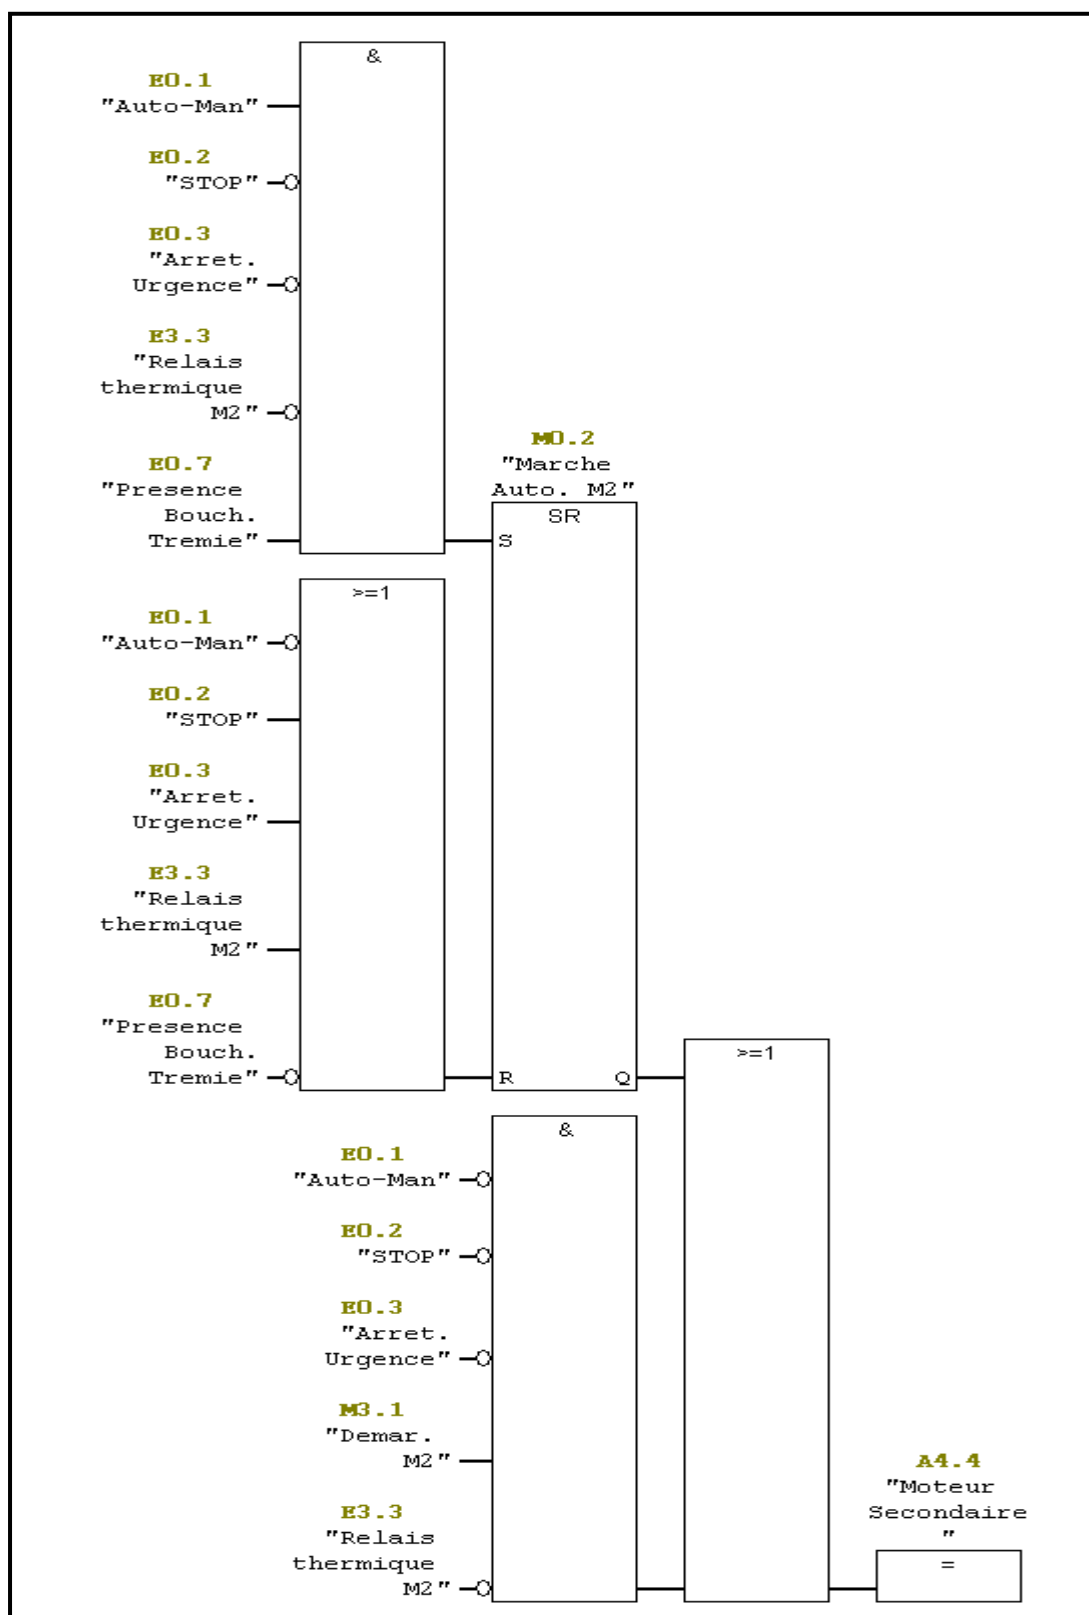 &
E0.1
"Auto-Man"
E0.2
"STOP"
E0.3
"Arret.
Urgence"
E3.3
"Relais
thermique
M2"
E0.7
"Presence
Bouch.
Tremie"
M0.2
"Marche
Auto. M2"
SR
S
>=1
E0.1
"Auto-Man"
E0.2
"STOP"
E0.3
"Arret.
Urgence"
E3.3
"Relais
thermique
M2"
E0.7
"Presence
Bouch.
Tremie"
R
Q
>=1
&
E0.1
"Auto-Man"
E0.2
"STOP"
E0.3
"Arret.
Urgence"
M3.1
"Demar.
M2"
E3.3
"Relais
thermique
M2"
A4.4
"Moteur
Secondaire
"
=